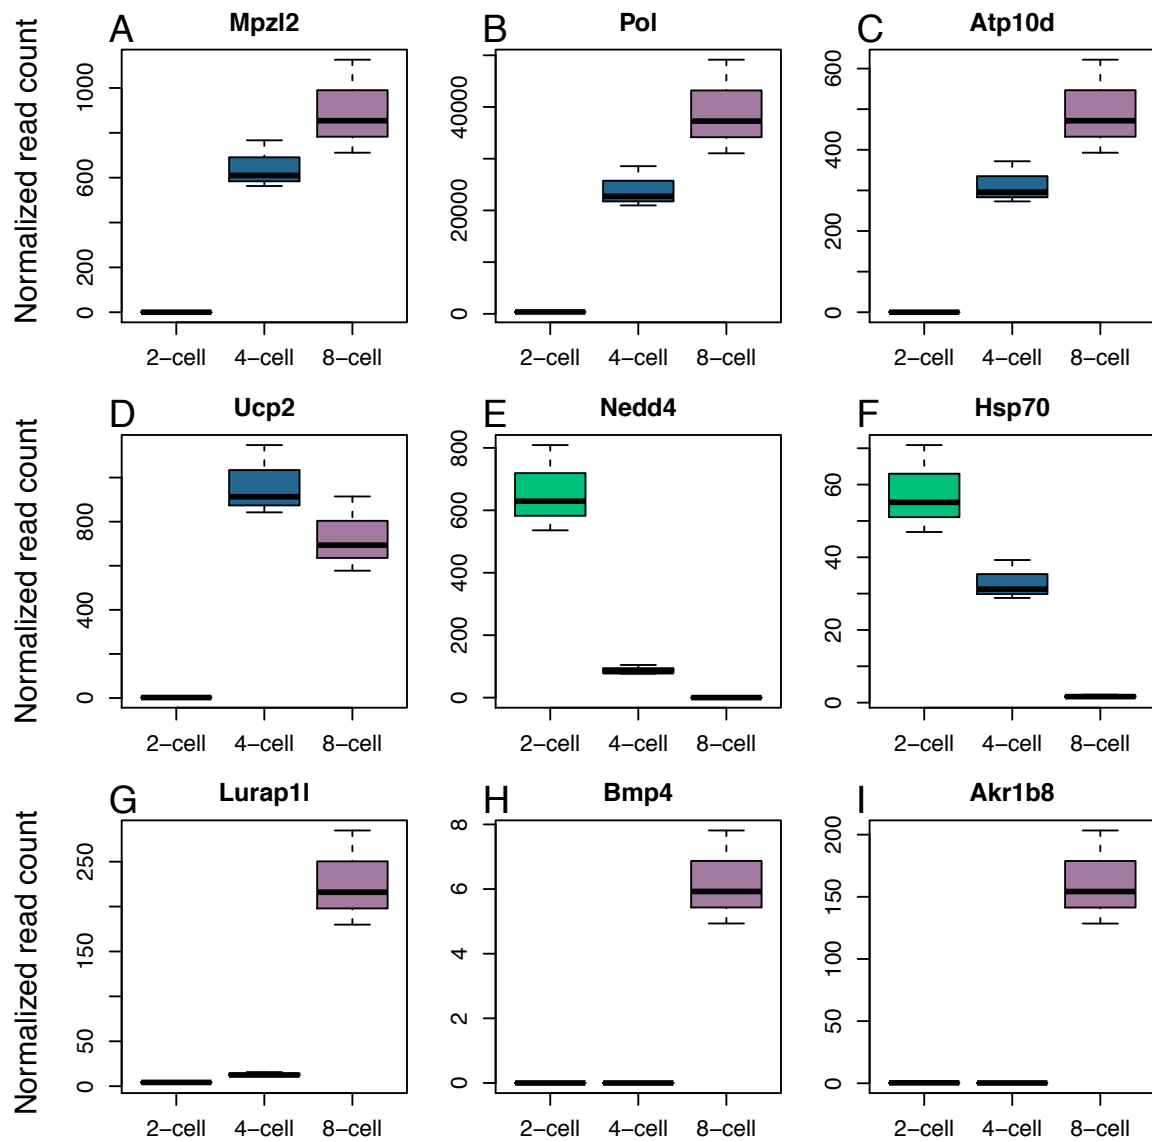 A Mpzl2 B Pol C Atp10d
Normalized read count
0 200 600 1000
0 20000 40000
0 200 400 600
2−cell 4−cell 8−cell 2−cell 4−cell 8−cell 2−cell 4−cell 8−cell
D Ucp2 E Nedd4 F Hsp70
Normalized read count
0 400 800
0 200 400 600 800
0 20 40 60
2−cell 4−cell 8−cell 2−cell 4−cell 8−cell 2−cell 4−cell 8−cell
G Lurap1l H Bmp4 I Akr1b8
Normalized read count
0 50 150 250
0 2 4 6 8
0 50 100 150 200
2−cell 4−cell 8−cell 2−cell 4−cell 8−cell 2−cell 4−cell 8−cell